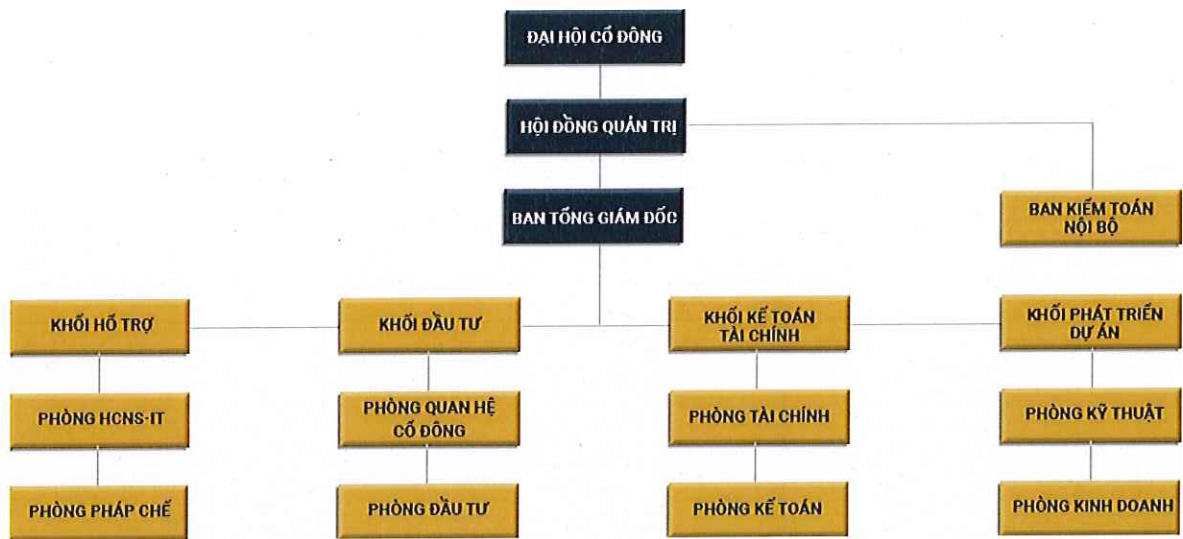 ĐẠI HỘI CỔ ĐÔNG
HỘI ĐỒNG QUẢN TRỊ
BAN TỔNG GIÁM ĐỐC
BAN KIỂM TOÁN
NỘI BỘ
KHỐI HỖ TRỢ
KHỐI ĐẦU TƯ
KHỐI KẾ TOÁN
TÀI CHÍNH
KHỐI PHÁT TRIỂN
DỰ ÁN
PHÒNG HCNS-IT
PHÒNG QUAN HỆ
CỔ ĐÔNG
PHÒNG TÀI CHÍNH
PHÒNG KỸ THUẬT
PHÒNG PHÁP CHẾ
PHÒNG ĐẦU TƯ
PHÒNG KẾ TOÁN
PHÒNG KINH DOANH